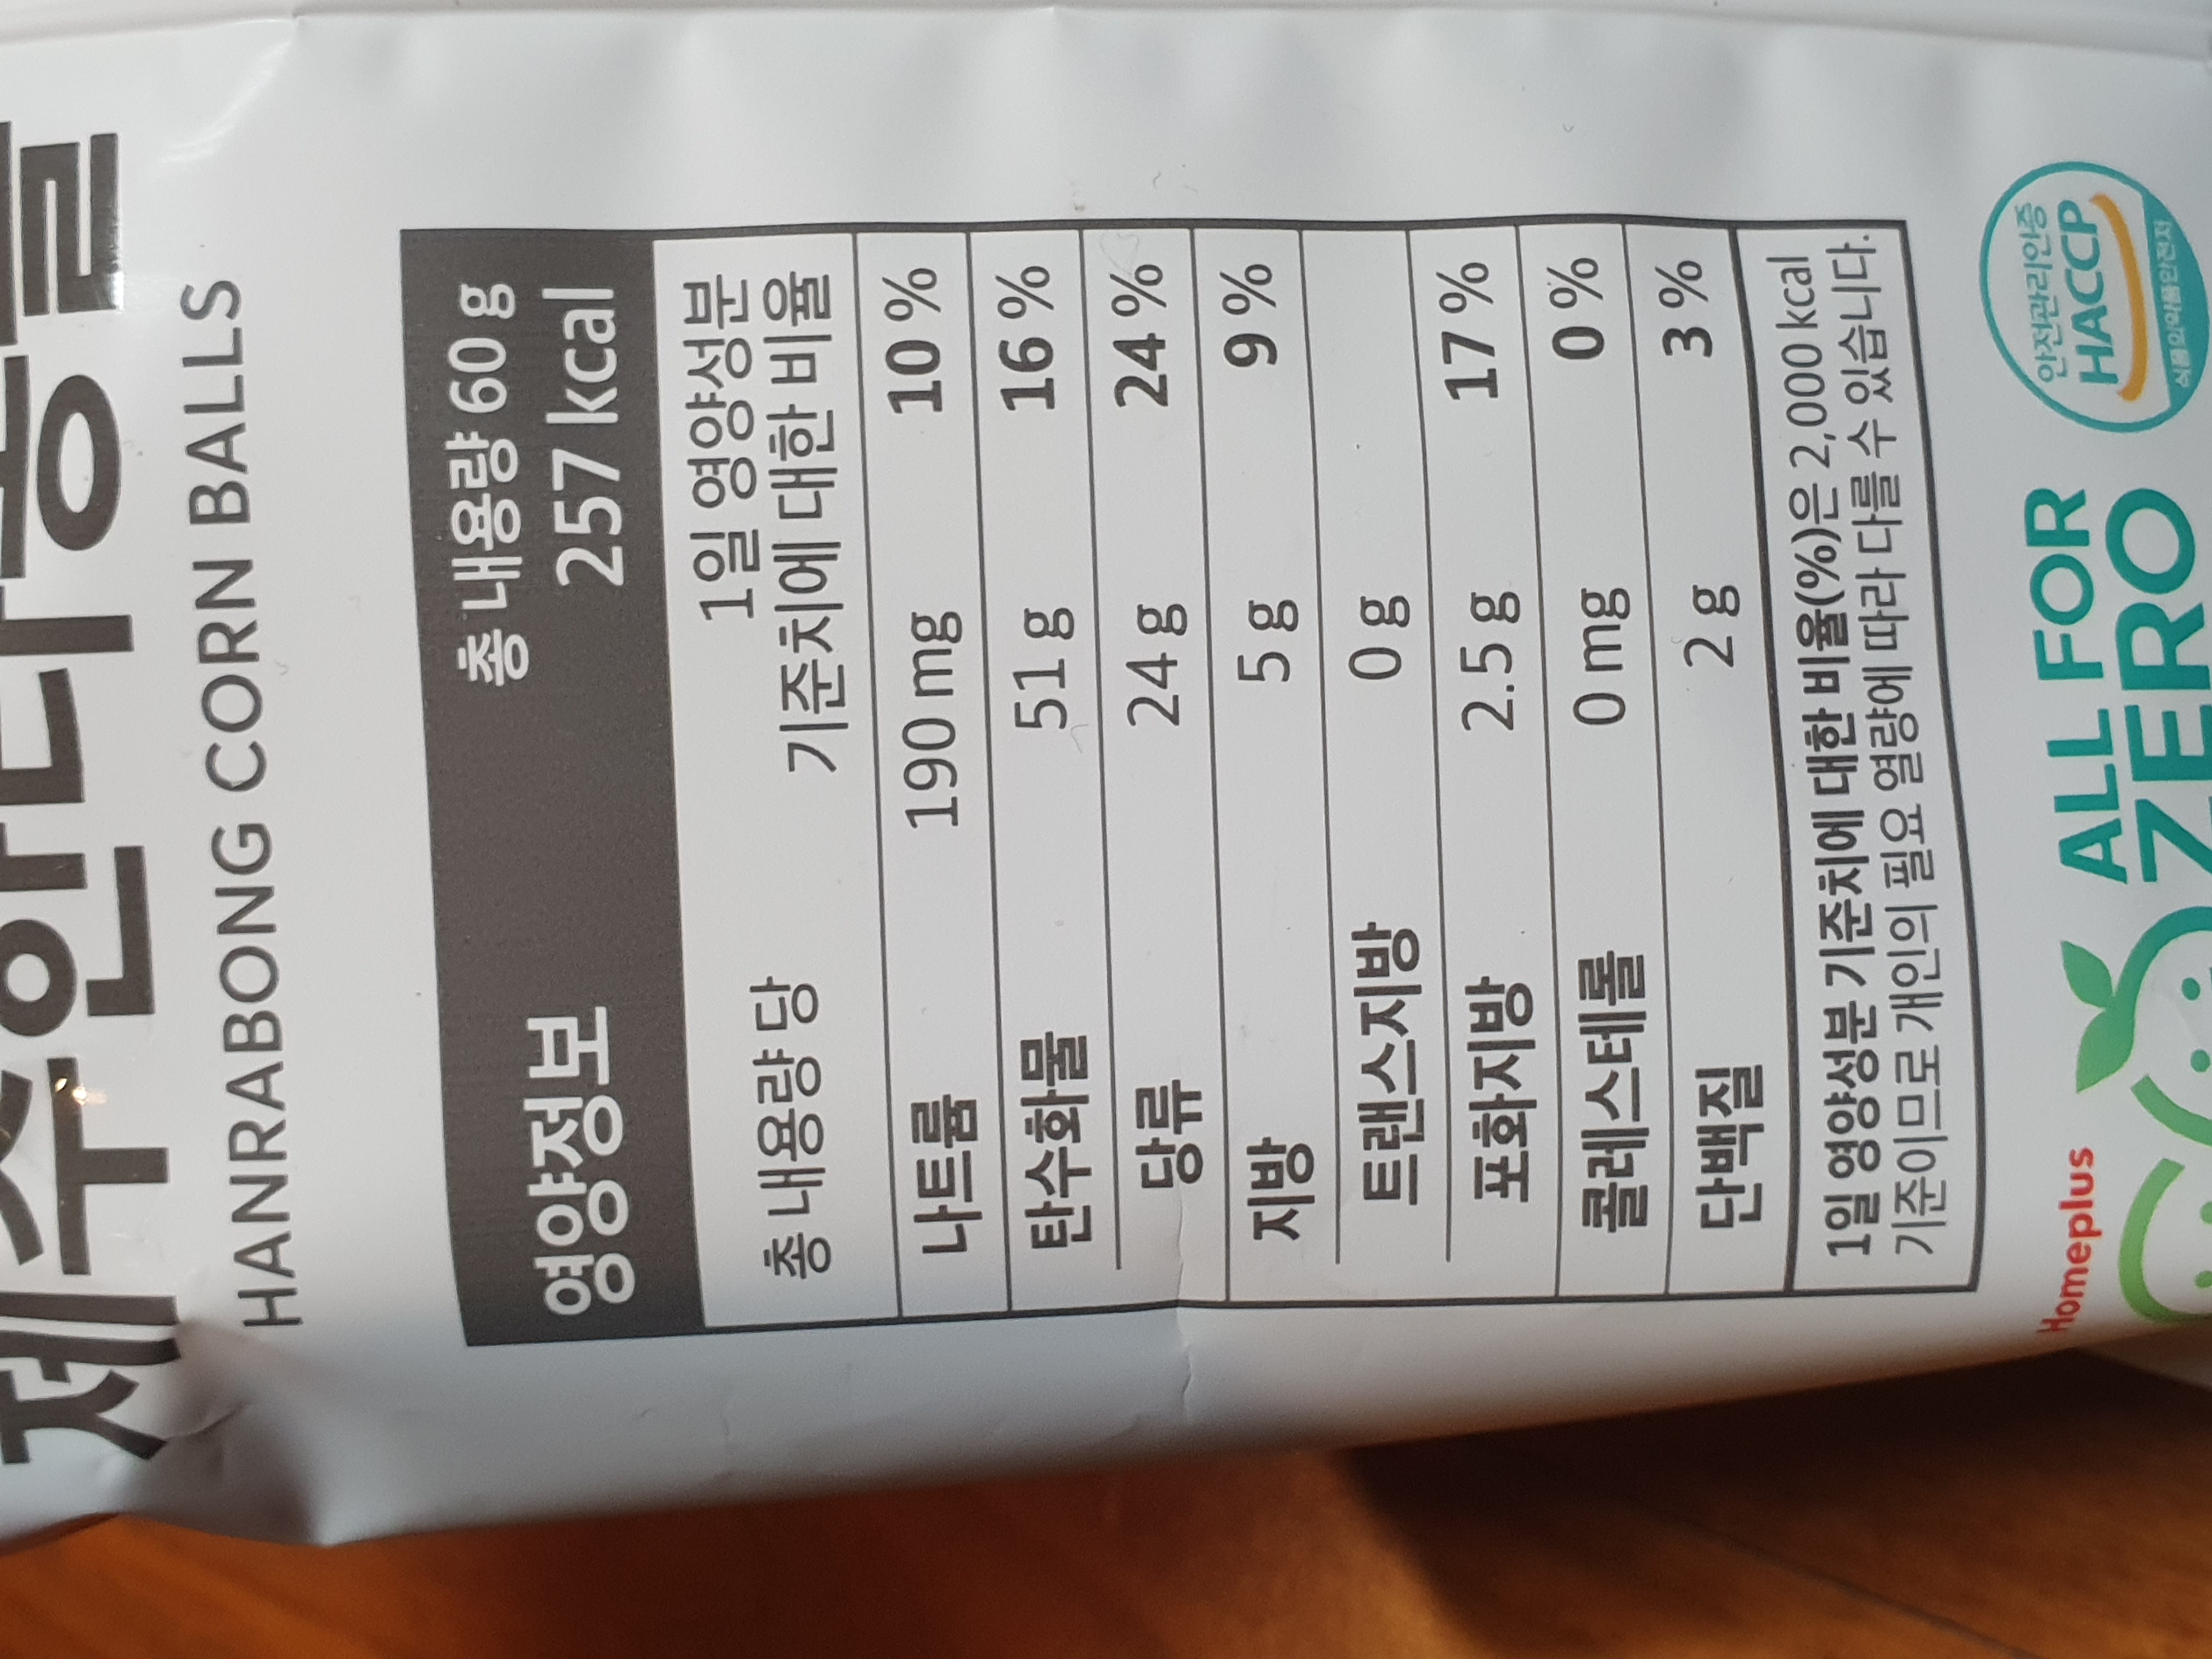 HANRABONG CORN BALLS
영양정보
총 내용량 60 g
257 kcal
총 내용량 당
1일 영양성분
기준치에 대한 비율
나트륨 190 mg 10 %
탄수화물 51 g 16 %
당류 24 g 24 %
지방 5 g 9 %
트랜스지방 0 g
포화지방 2.5 g 17 %
콜레스테롤 0 mg 0 %
단백질 2 g 3 %
1일 영양성분 기준치에 대한 비율(%)은 2,000 kcal
기준이므로 개인의 필요 열량에 따라 다를 수 있습니다.
Homeplus
ALL FOR
ZERO
안전관리인증
HACCP
식품의약품안전처